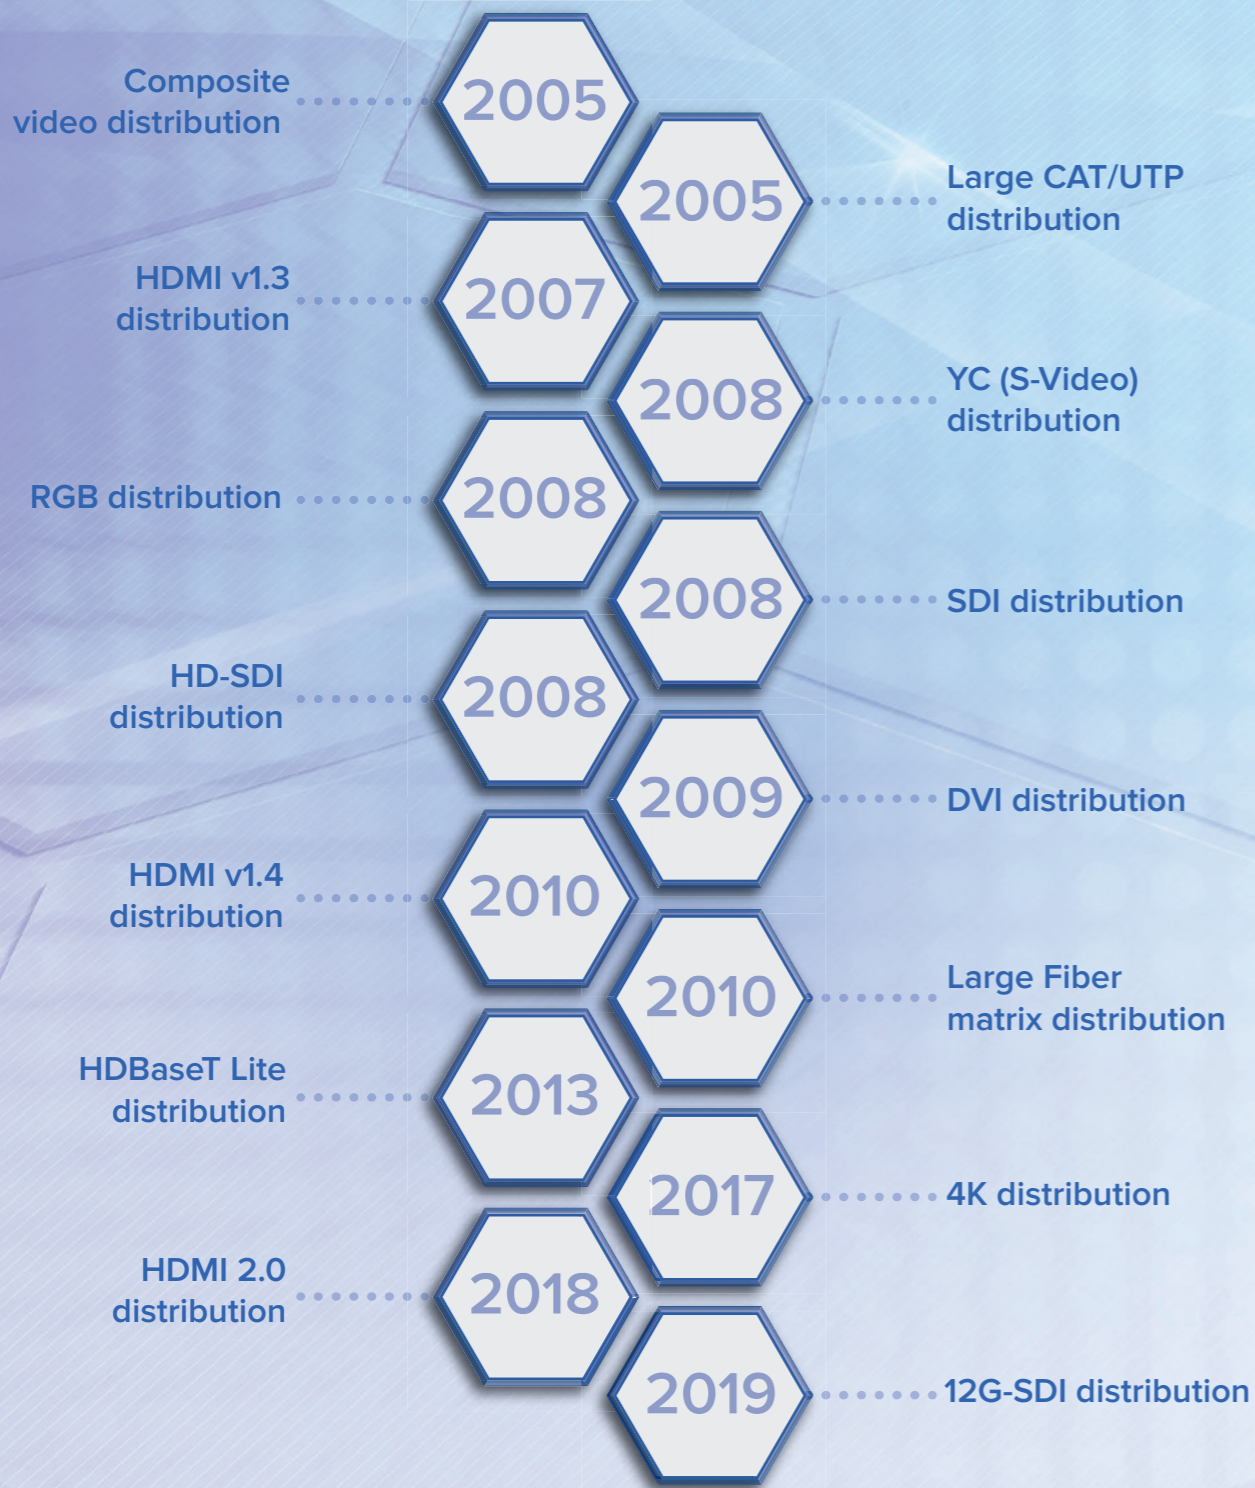 Composite
video distribution
2005
2005
Large CAT/UTP
distribution
HDMI v1.3
distribution
2007
2008
YC (S-Video)
distribution
RGB distribution
2008
2008
SDI distribution
HD-SDI
distribution
2008
2009
DVI distribution
HDMI v1.4
distribution
2010
2010
Large Fiber
matrix distribution
HDBaseT Lite
distribution
2013
2017
4K distribution
HDMI 2.0
distribution
2018
2019
12G-SDI distribution